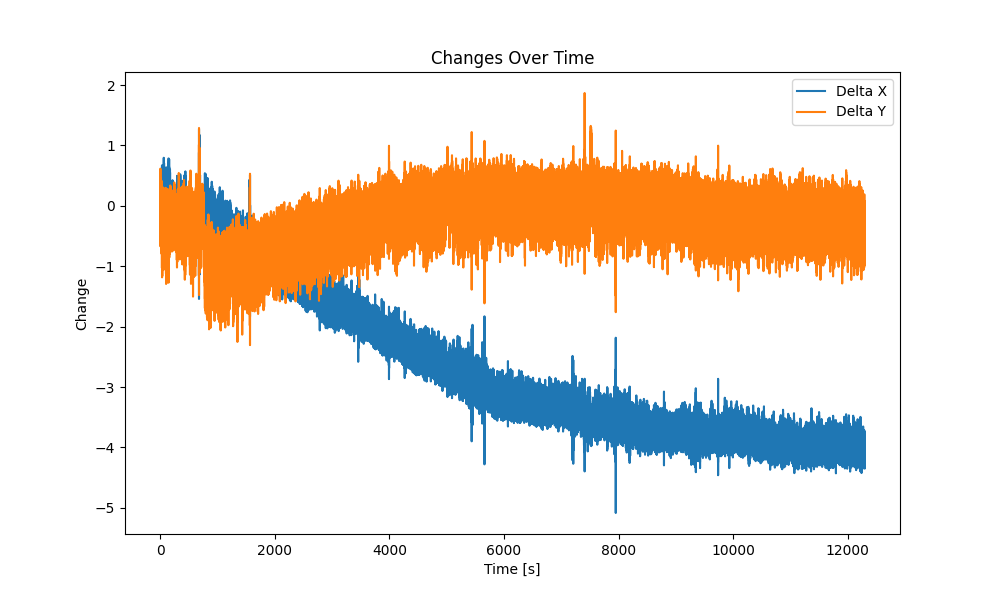 Changes Over Time
Delta X
Delta Y
Change
2
1
0
−1
−2
−3
−4
−5
0 2000 4000 6000 8000 10000 12000
Time [s]